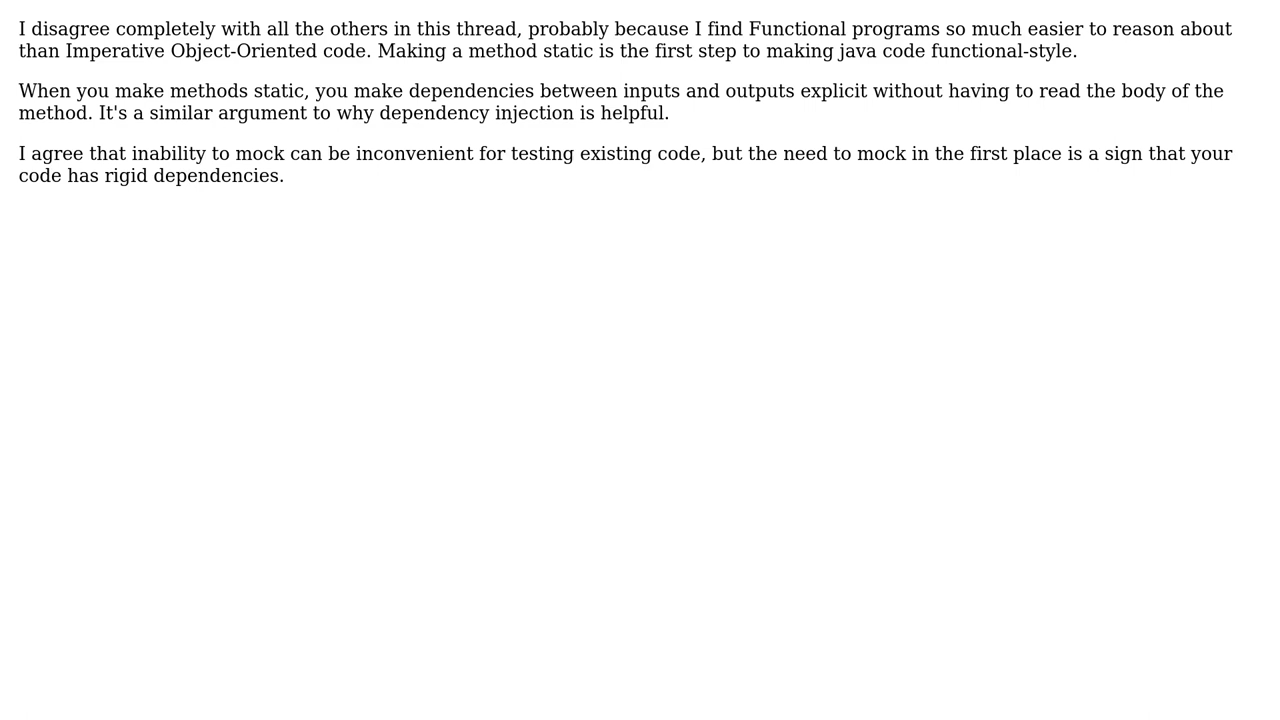 I disagree completely with all the others in this thread, probably because I find Functional programs so much easier to reason about
than Imperative Object-Oriented code. Making a method static is the first step to making java code functional-style.
When you make methods static, you make dependencies between inputs and outputs explicit without having to read the body of the
method. It's a similar argument to why dependency injection is helpful.
I agree that inability to mock can be inconvenient for testing existing code, but the need to mock in the first place is a sign that your
code has rigid dependencies.